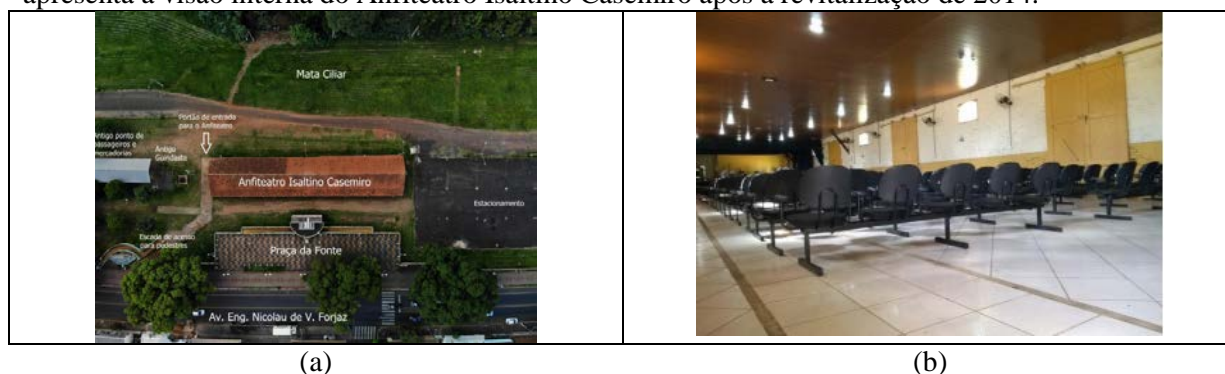 apresenta a visão interna do Anfiteatro Isaltino Casemiro após a revitalização de 2014.
Mata Ciliar
Portão de entrada
para o Anfiteatro
Antigo ponto de
passageiros e
mercadorias
Antigo
Guindaste
Anfiteatro Isaltino Casemiro
Estacionamento
Escada de acesso
para pedestres
Praça da Fonte
Av. Eng. Nicolau de V. Forjaz
(a)
(b)